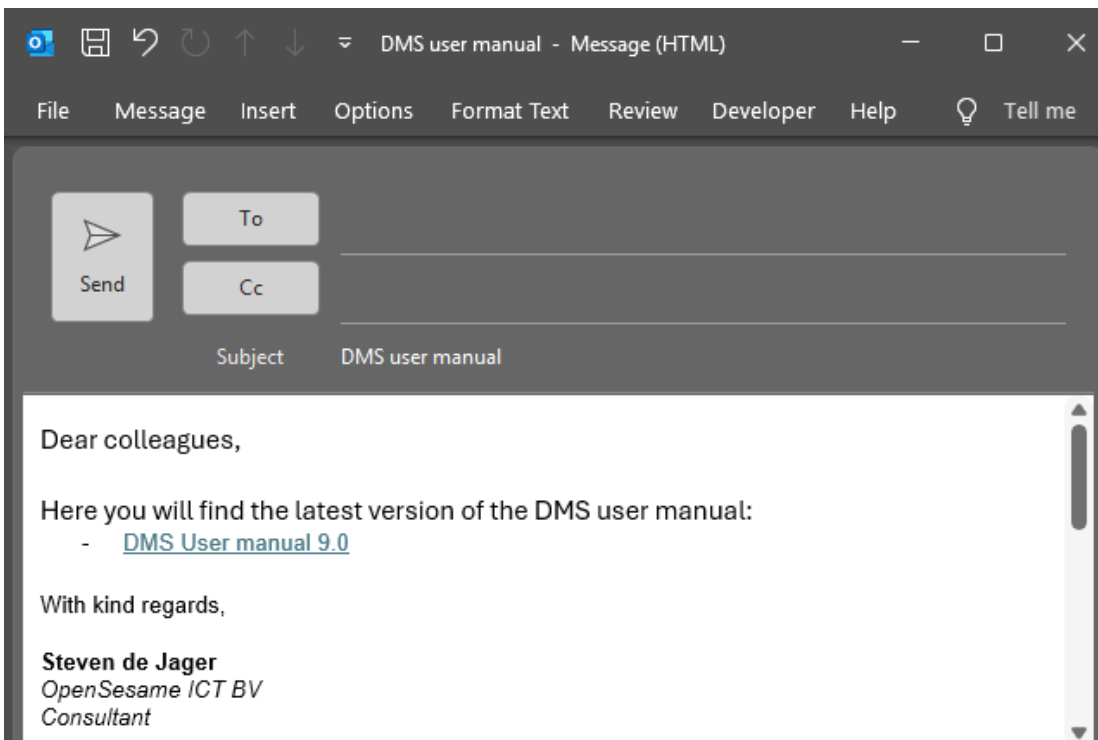 DMS user manual - Message (HTML)
File Message Insert Options Format Text Review Developer Help Tell me
To
Send
Cc
Subject DMS user manual
Dear colleagues,
Here you will find the latest version of the DMS user manual:
- DMS User manual 9.0
With kind regards,
Steven de Jager
OpenSesame ICT BV
Consultant